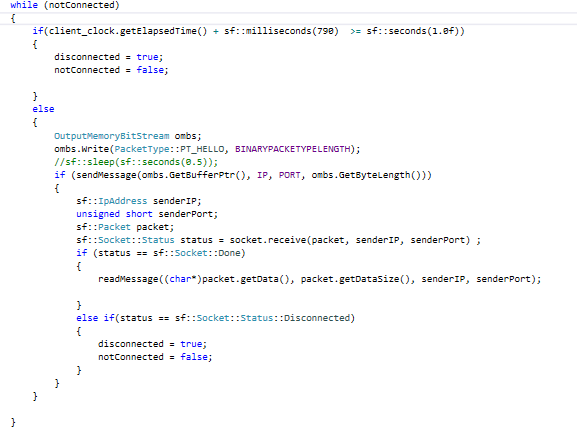 while (notConnected)
{
if(client_clock.getElapsedTime() + sf::milliseconds(790)  >= sf::seconds(1.0f))
{
disconnected = true;
notConnected = false;
}
else
{
OutputMemoryBitStream ombs;
ombs.Write(PacketType::PT_HELLO, BINARYPACKETTYPELENGTH);
//sf::sleep(sf::seconds(0.5));
if (sendMessage(ombs.GetBufferPtr(), IP, PORT, ombs.GetByteLength()))
{
sf::IpAddress senderIP;
unsigned short senderPort;
sf::Packet packet;
sf::Socket::Status status = socket.receive(packet, senderIP, senderPort) ;
if (status == sf::Socket::Done)
{
readMessage((char*)packet.getData(), packet.getDataSize(), senderIP, senderPort);
}
else if(status == sf::Socket::Status::Disconnected)
{
disconnected = true;
notConnected = false;
}
}
}
}